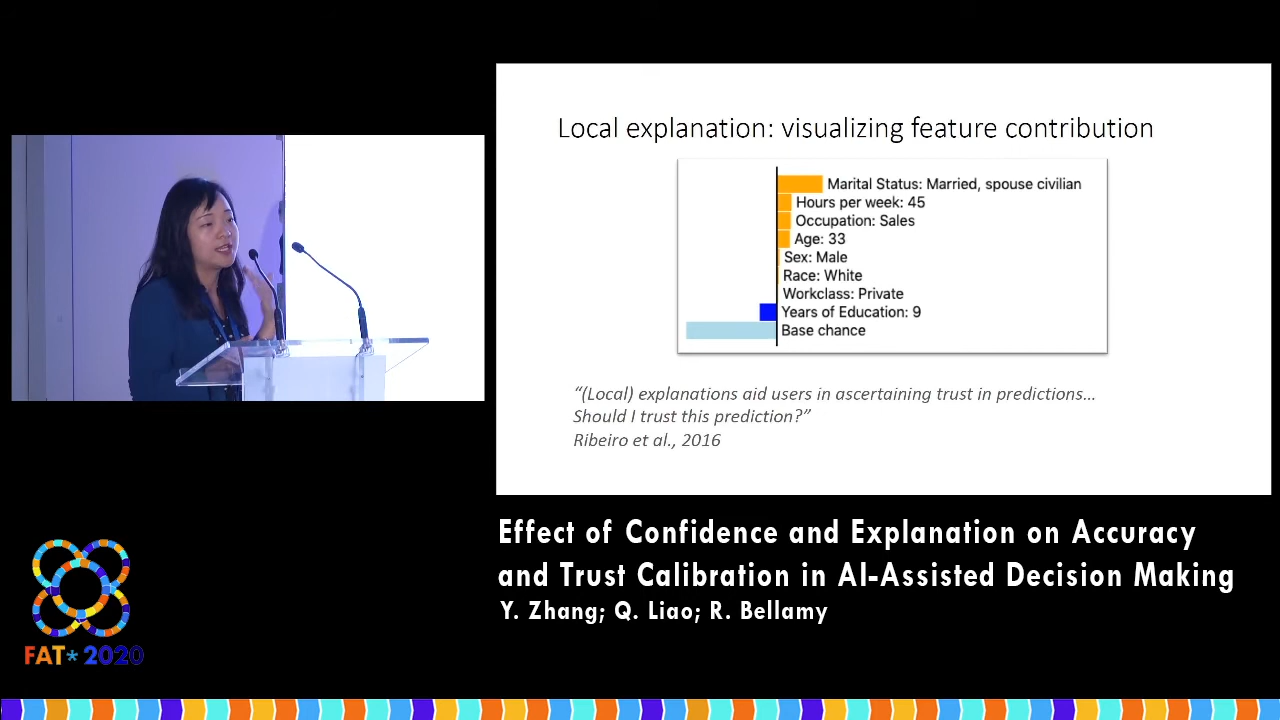 Local explanation: visualizing feature contribution
Marital Status: Married, spouse civilian
Hours per week: 45
Occupation: Sales
Age: 33
Sex: Male
Race: White
Workclass: Private
Years of Education: 9
Base chance
“(Local) explanations aid users in ascertaining trust in predictions…
Should I trust this prediction?”
Ribeiro et al., 2016
Effect of Confidence and Explanation on Accuracy
and Trust Calibration in AI-Assisted Decision Making
Y. Zhang; Q. Liao; R. Bellamy
FAT* 2020